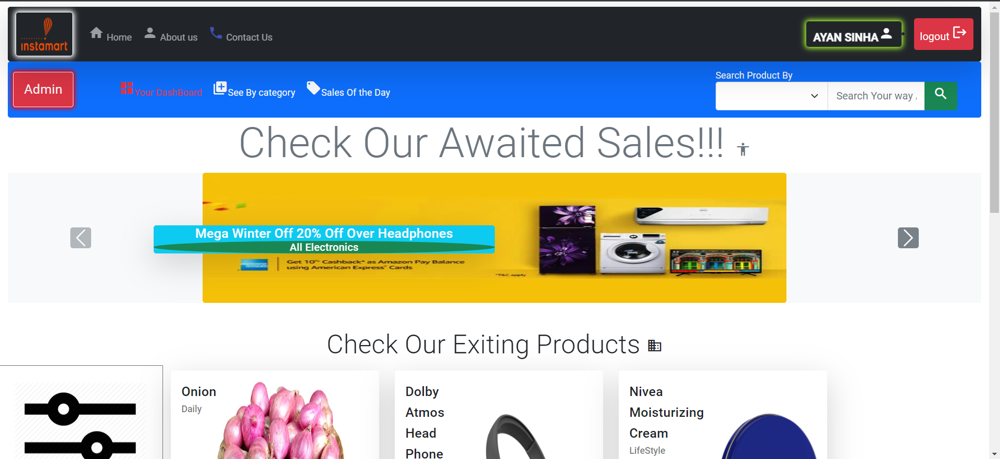 instamart
Home
About us
Contact Us
AYAN SINHA
logout
Admin
Your DashBoard
See By category
Sales Of the Day
Search Product By
Search Your way
Check Our Awaited Sales!!!
Mega Winter Off 20% Off Over Headphones
All Electronics
Get 10% Cashback* as Amazon Pay Balance
using American Express® Cards
*T&C apply
Check Our Exiting Products
Onion
Daily
Dolby
Atmos
Head
Phone
Nivea
Moisturizing
Cream
LifeStyle